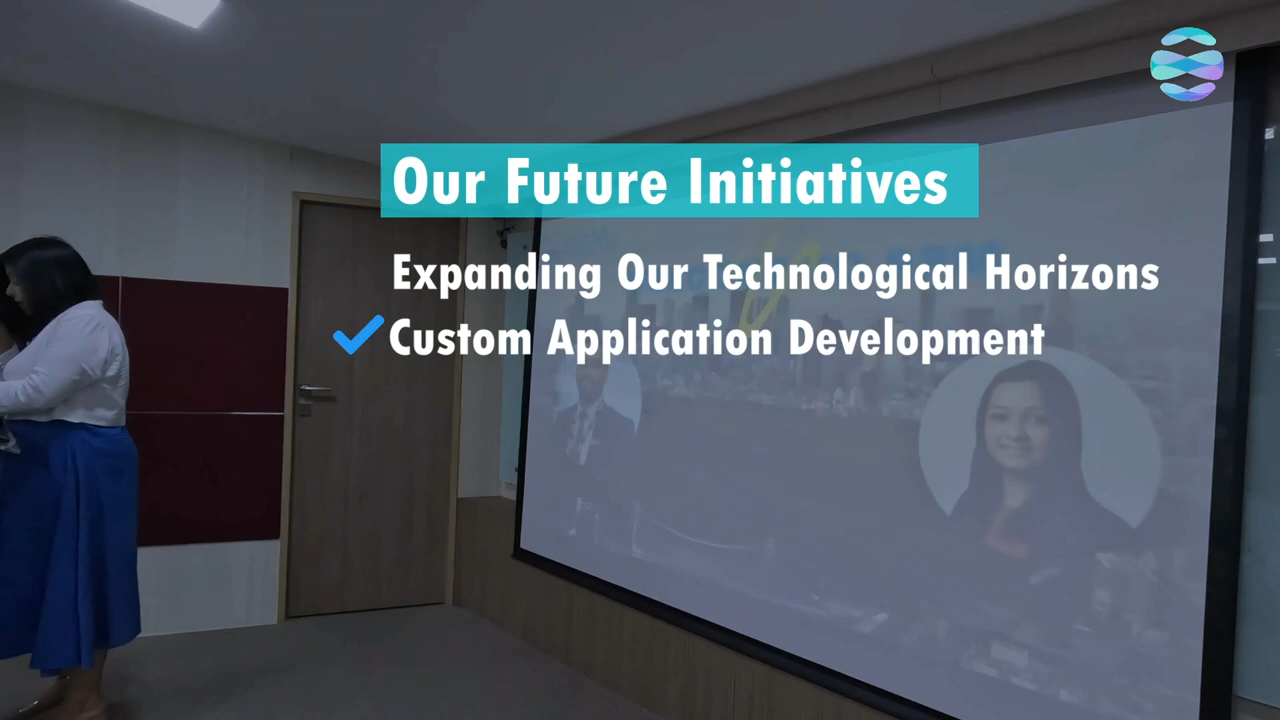 Our Future Initiatives
Expanding Our Technological Horizons
Custom Application Development